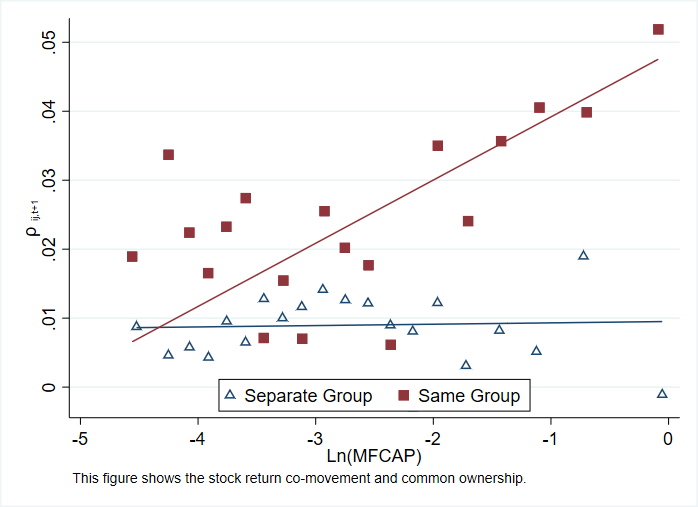 .05
.04
.03
.02
.01
0
ρ ij,t+1
-5 -4 -3 -2 -1 0
Separate Group Same Group
Ln(MFCAP)
This figure shows the stock return co-movement and common ownership.